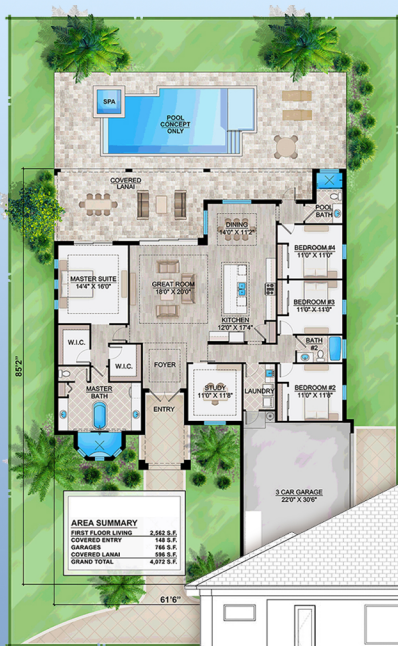 SPA
POOL
CONCEPT
ONLY
COVERED
LANAI
POOL
BATH
DINING
14'0" X 11'2"
BEDROOM #4
11'0" X 11'0"
MASTER SUITE
14'4" X 16'0"
GREAT ROOM
18'0" X 20'0"
BEDROOM #3
11'0" X 11'0"
KITCHEN
12'0" X 17'4"
W.I.C.
W.I.C.
BATH
#2
FOYER
85'2"
MASTER
BATH
STUDY
11'0" X 11'8"
LAUNDRY
BEDROOM #2
11'0" X 11'8"
ENTRY
3 CAR GARAGE
22'0" X 30'6"
AREA SUMMARY
FIRST FLOOR LIVING 2,562 S.F.
COVERED ENTRY 148 S.F.
GARAGES 766 S.F.
COVERED LANAI 596 S.F.
GRAND TOTAL 4,072 S.F.
61'6"